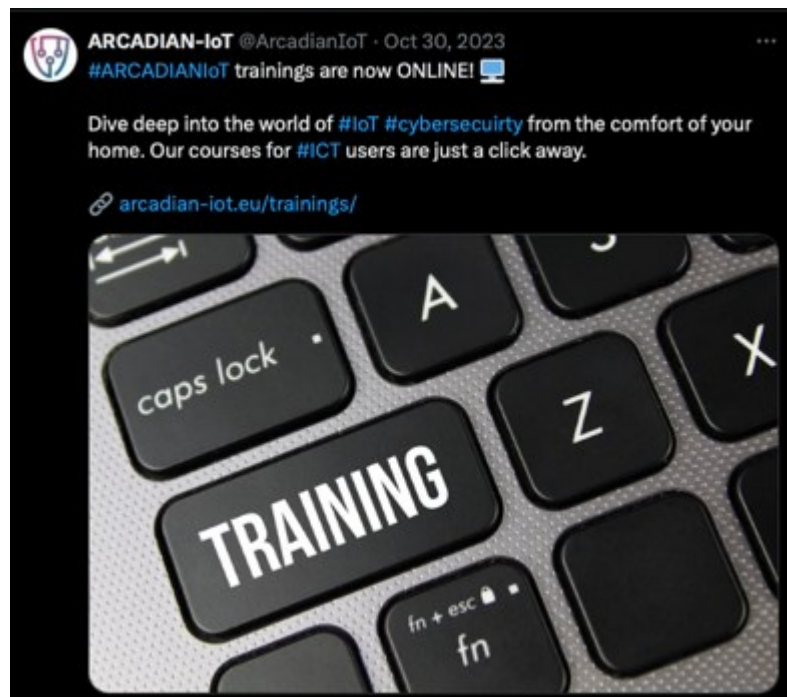 ARCADIAN-IoT @ArcadianIoT · Oct 30, 2023
#ARCADIANIoT trainings are now ONLINE!
Dive deep into the world of #IoT #cybersecuirty from the comfort of your
home. Our courses for #ICT users are just a click away.
arcadian-iot.eu/trainings/
A
S
caps lock
Z
X
TRAINING
fn + esc
fn